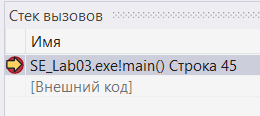 Стек вызовов
Имя
SE_Lab03.exe!main() Строка 45
[Внешний код]